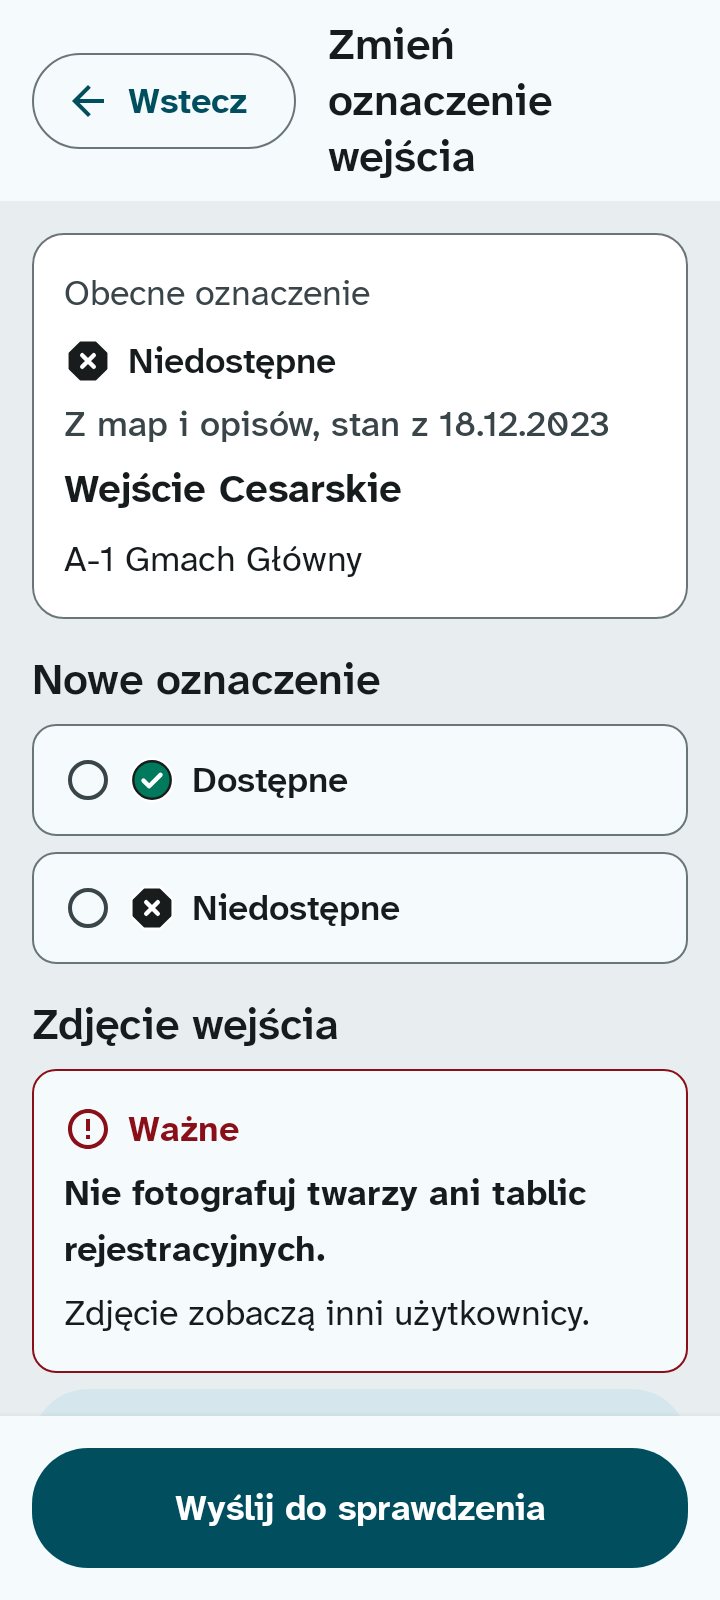 Wstecz
Zmień
oznaczenie
wejścia
Obecne oznaczenie
Niedostępne
Z map i opisów, stan z 18.12.2023
Wejście Cesarskie
A-1 Gmach Główny
Nowe oznaczenie
Dostępne
Niedostępne
Zdjęcie wejścia
Ważne
Nie fotografuj twarzy ani tablic
rejestracyjnych.
Zdjęcie zobaczą inni użytkownicy.
Wyślij do sprawdzenia